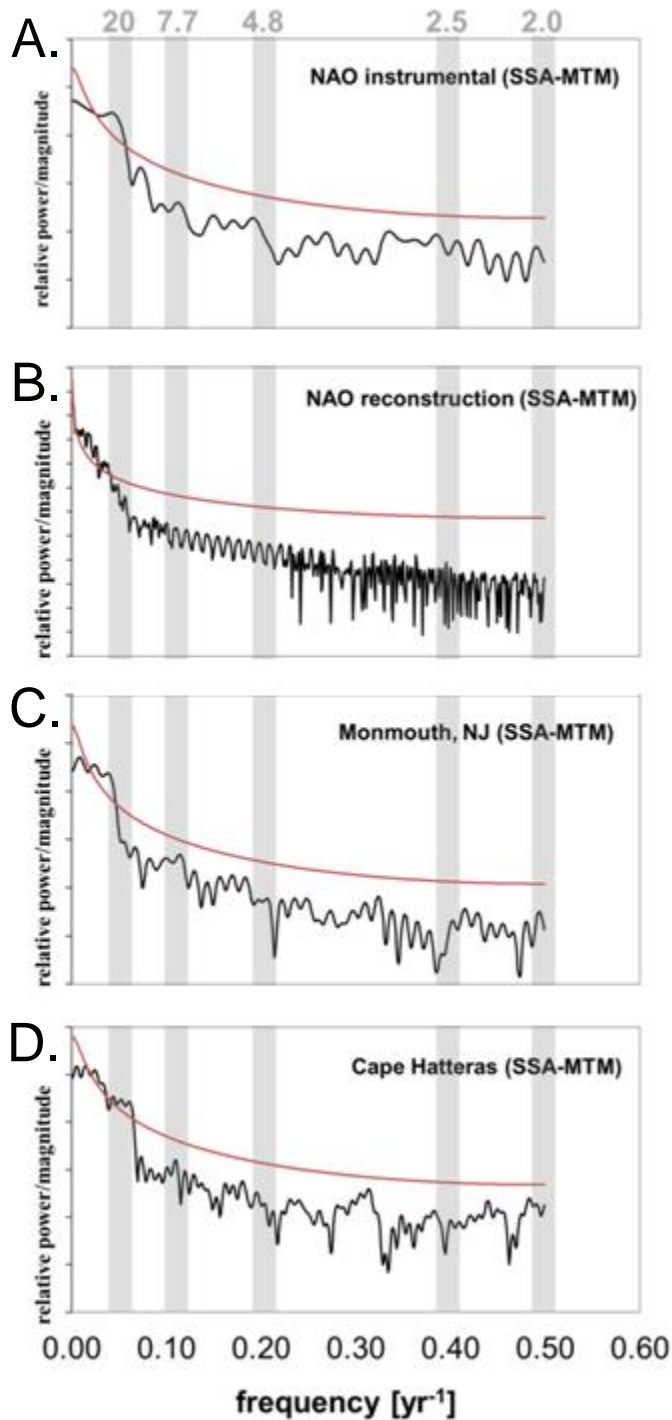 20 7.7 4.8 2.5 2.0
A.
NAO instrumental (SSA-MTM)
relative power/magnitude
B.
NAO reconstruction (SSA-MTM)
relative power/magnitude
C.
Monmouth, NJ (SSA-MTM)
relative power/magnitude
D.
Cape Hatteras (SSA-MTM)
relative power/magnitude
0.00 0.10 0.20 0.30 0.40 0.50 0.60
frequency [yr⁻¹]